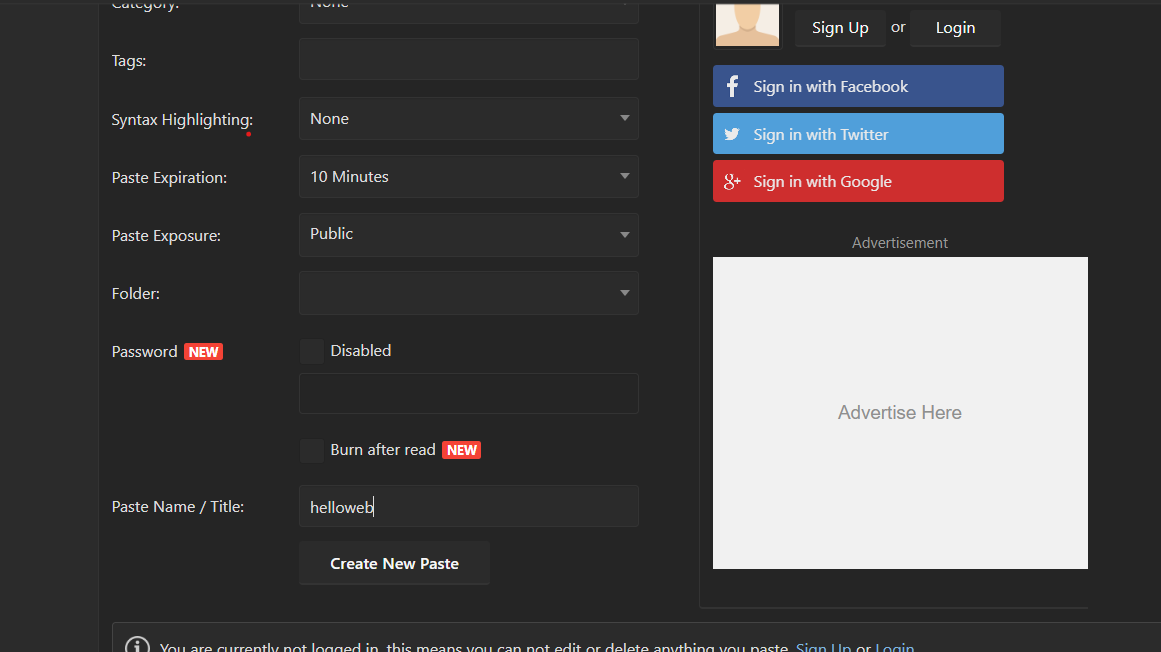 Category:
None
Tags:
Syntax Highlighting:
None
Paste Expiration:
10 Minutes
Paste Exposure:
Public
Folder:
Password NEW
Disabled
Burn after read NEW
Paste Name / Title:
helloweb
Create New Paste
Sign Up or Login
Sign in with Facebook
Sign in with Twitter
Sign in with Google
Advertisement
Advertise Here
You are currently not logged in, this means you can not edit or delete anything you paste. Sign Up or Login